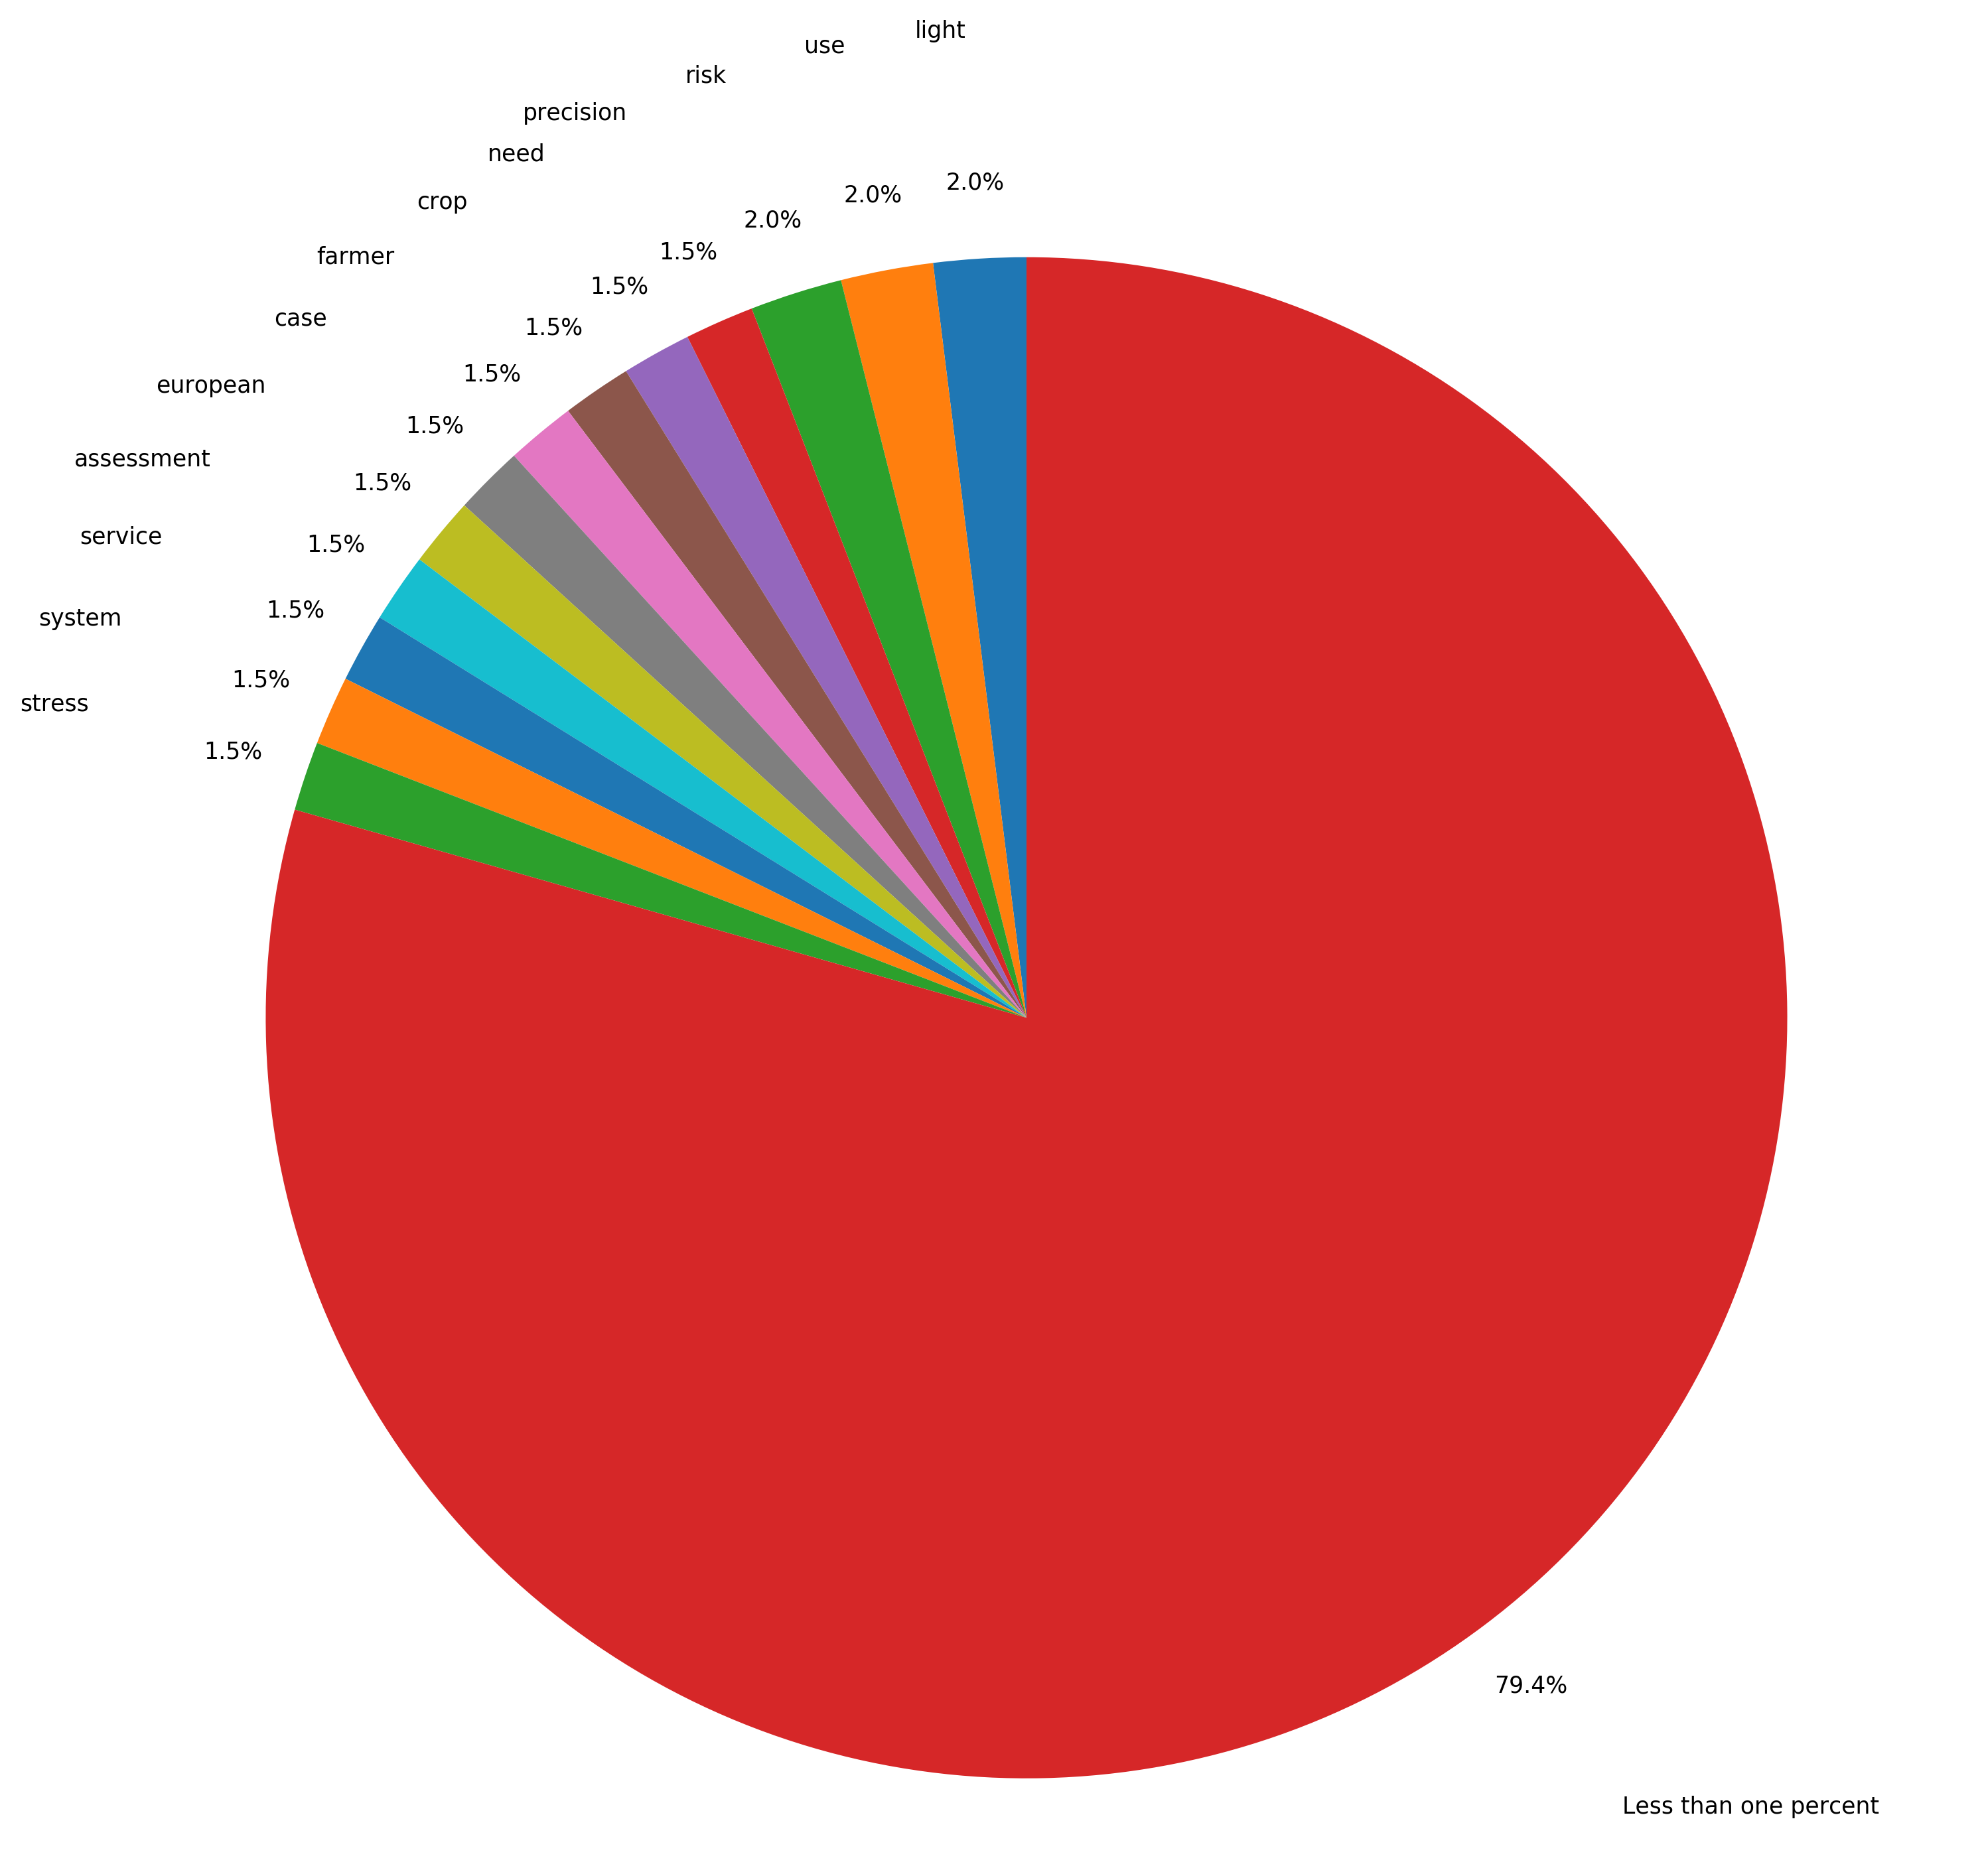 light
use
risk
precision
need
crop
farmer
case
european
assessment
service
system
stress
2.0%
2.0%
2.0%
1.5%
1.5%
1.5%
1.5%
1.5%
1.5%
1.5%
1.5%
1.5%
1.5%
79.4%
Less than one percent